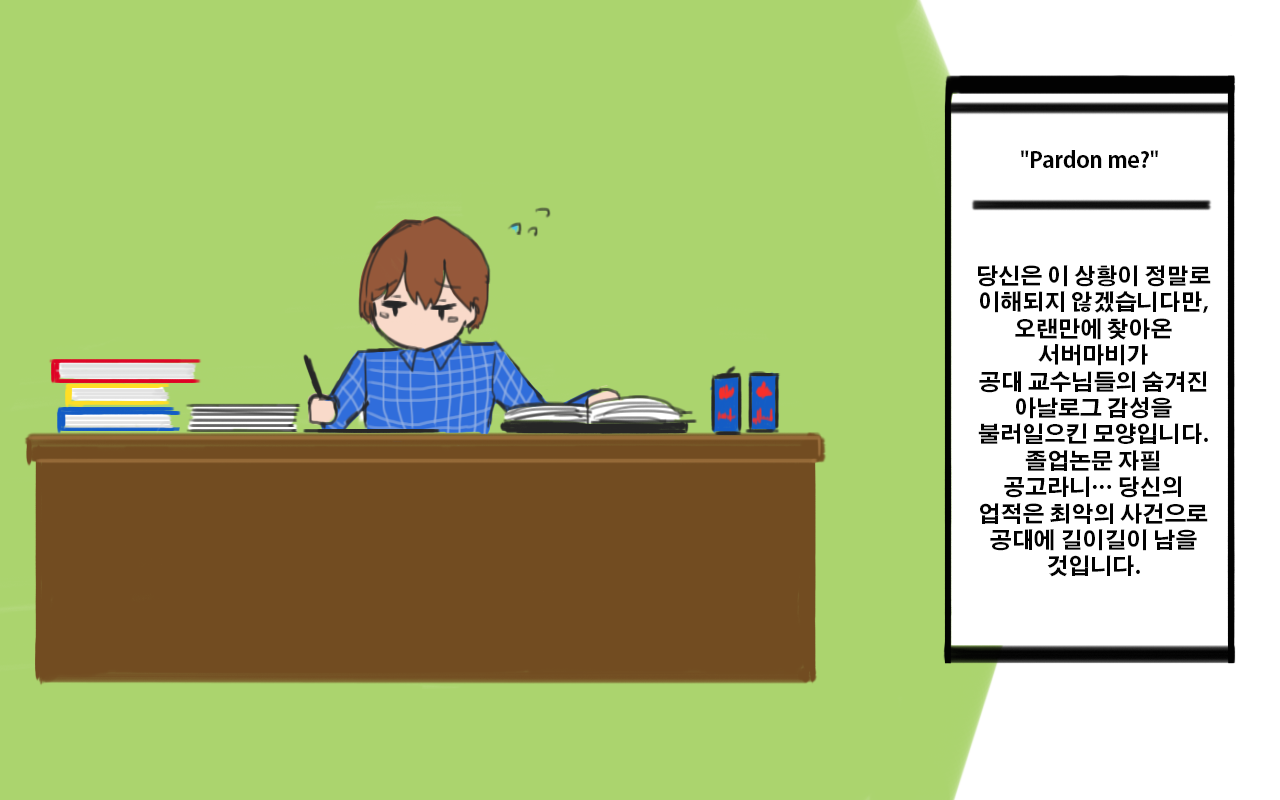 "Pardon me?"
당신은 이 상황이 정말로
이해되지 않겠습니다만,
오랜만에 찾아온
서버마비가
공대 교수님들의 숨겨진
아날로그 감성을
불러일으킨 모양입니다.
졸업논문 자필
공고라니… 당신의
업적은 최악의 사건으로
공대에 길이길이 남을
것입니다.